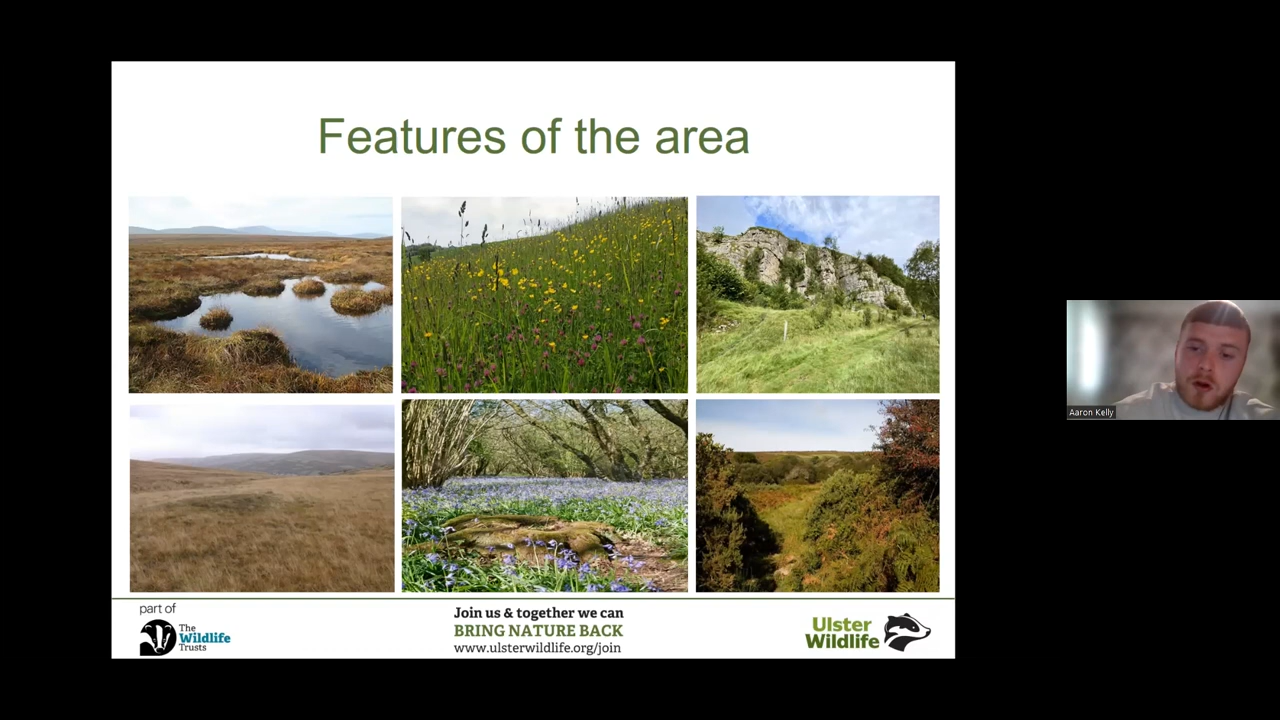 Features of the area
part of
The
Wildlife
Trusts
Join us & together we can
BRING NATURE BACK
www.ulsterwildlife.org/join
Ulster
Wildlife
Aaron Kelly